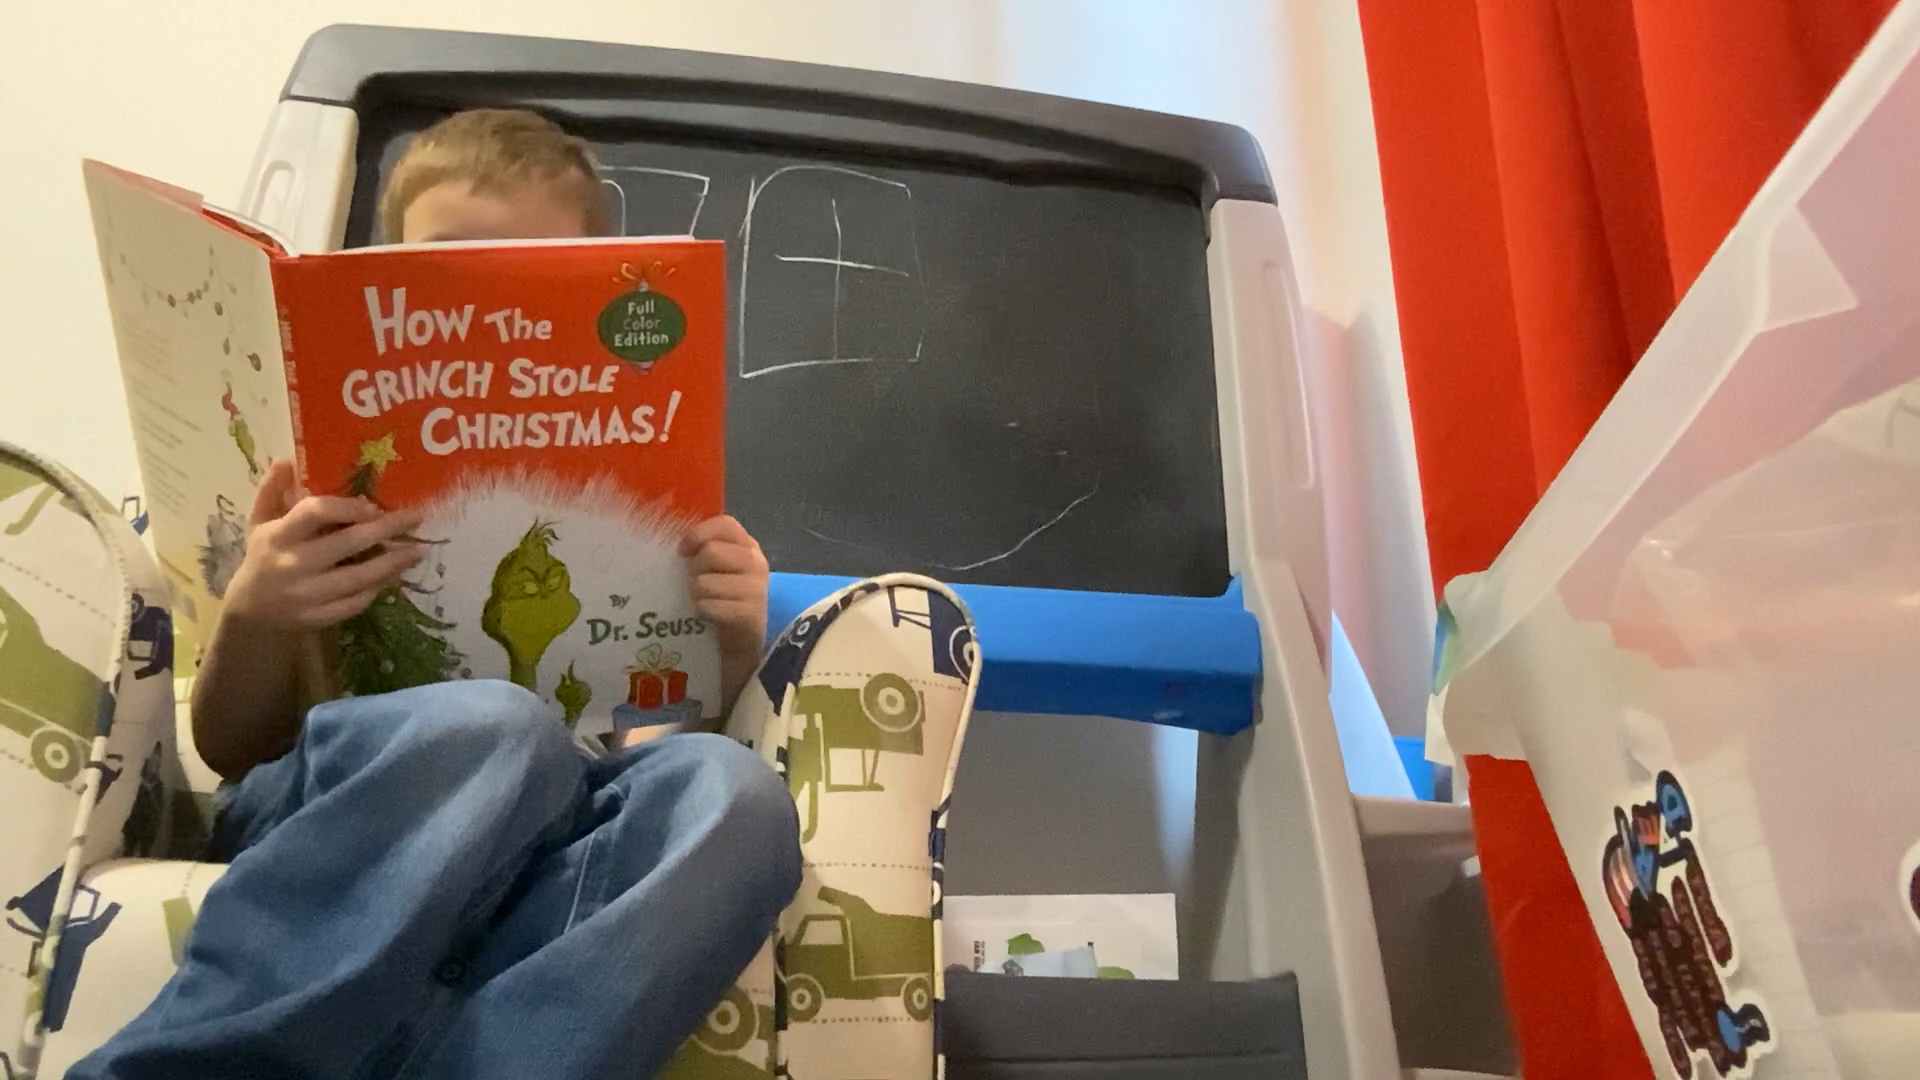 How The
Grinch Stole
Christmas!
Full
Color
Edition
By
Dr. Seuss